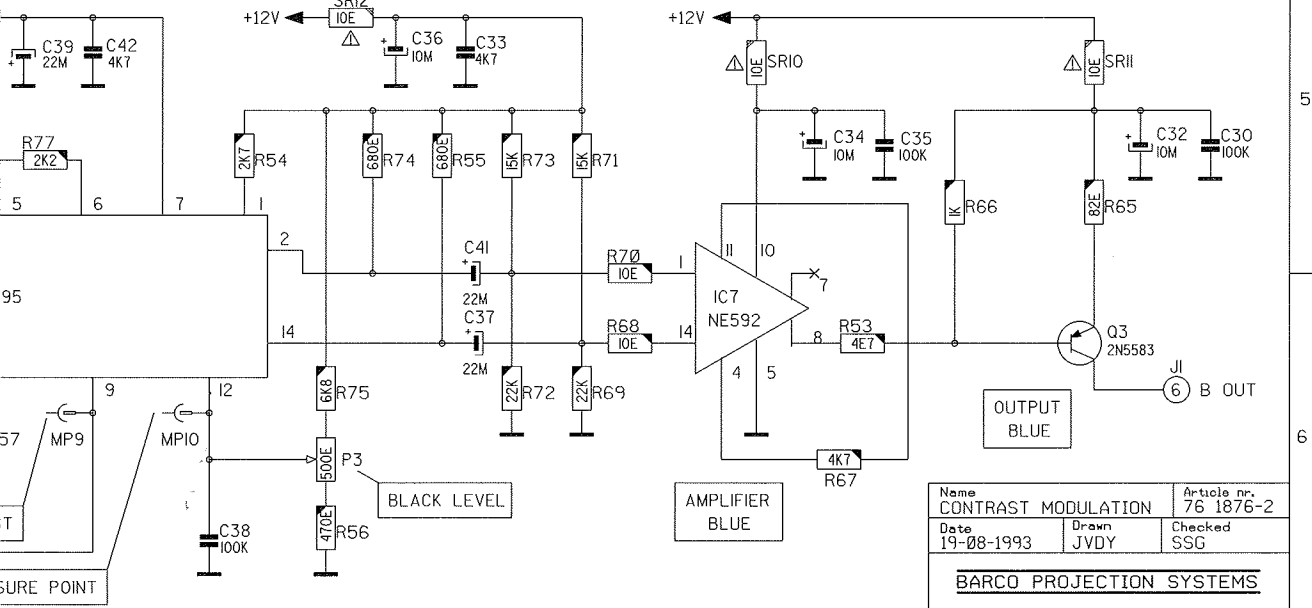 +12V
SR12
10E
C39
22M
C42
4K7
C36
10M
C33
4K7
+12V
10E
SR10
10E
SR11
5
R77
2K2
2K7
R54
680E
R74
680E
R55
15K
R73
15K
R71
C34
10M
C35
100K
C32
10M
C30
100K
1K
R66
82E
R65
5
6
7
1
2
14
9
12
95
C41
22M
C37
22M
R70
10E
R68
10E
1
14
11
10
IC7
NE592
7
8
4
5
R53
4E7
Q3
2N5583
J1
6
B OUT
6K8
R75
22K
R72
22K
R69
OUTPUT
BLUE
6
57
MP9
MP10
500E
P3
BLACK LEVEL
4K7
R67
AMPLIFIER
BLUE
C38
100K
470E
R56
SURE POINT
Name
CONTRAST MODULATION
Article nr.
76 1876-2
Date
19-08-1993
Drawn
JVDY
Checked
SSG
BARCO PROJECTION SYSTEMS